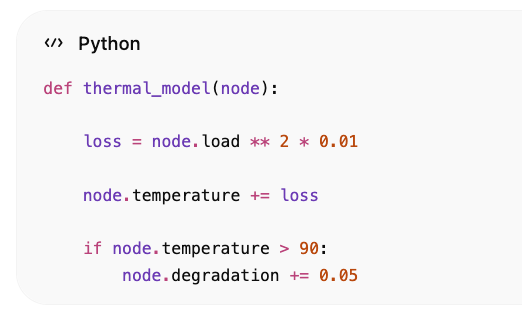 </> Python
def thermal_model(node):
    loss = node.load ** 2 * 0.01
    node.temperature += loss
    if node.temperature > 90:
        node.degradation += 0.05